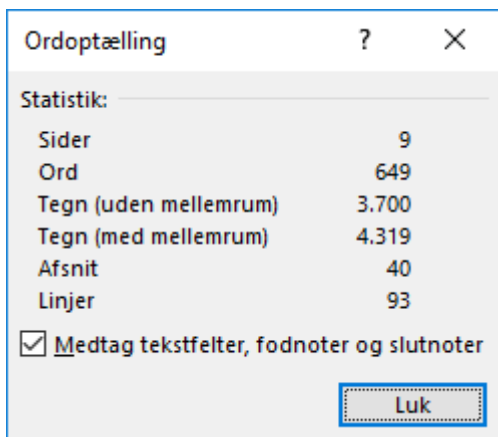 Ordoptælling ? ✕
Statistik:
Sider 9
Ord 649
Tegn (uden mellemrum) 3.700
Tegn (med mellemrum) 4.319
Afsnit 40
Linjer 93
Medtag tekstfelter, fodnoter og slutnoter
Luk